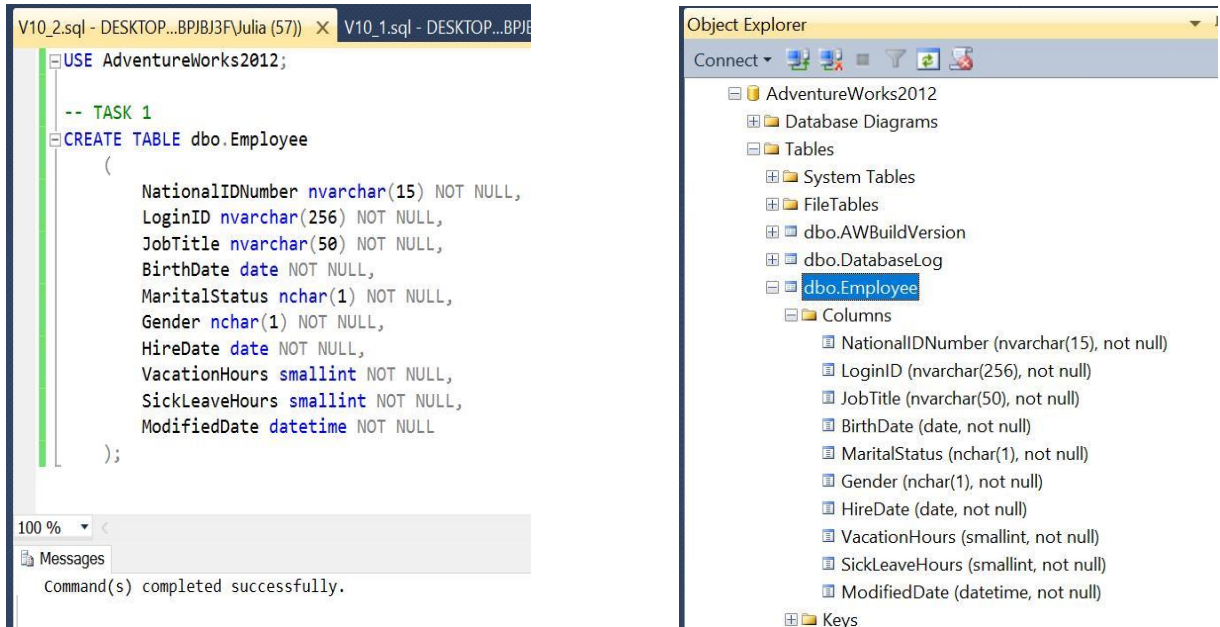 V10_2.sql - DESKTOP...BPJBJ3F\Julia (57)) V10_1.sql - DESKTOP...BPJE
USE AdventureWorks2012;
-- TASK 1
CREATE TABLE dbo.Employee
(
NationalIDNumber nvarchar(15) NOT NULL,
LoginID nvarchar(256) NOT NULL,
JobTitle nvarchar(50) NOT NULL,
BirthDate date NOT NULL,
MaritalStatus nchar(1) NOT NULL,
Gender nchar(1) NOT NULL,
HireDate date NOT NULL,
VacationHours smallint NOT NULL,
SickLeaveHours smallint NOT NULL,
ModifiedDate datetime NOT NULL
);
100 %
Messages
Command(s) completed successfully.
Object Explorer
Connect
AdventureWorks2012
Database Diagrams
Tables
System Tables
FileTables
dbo.AWBuildVersion
dbo.DatabaseLog
dbo.Employee
Columns
NationalIDNumber (nvarchar(15), not null)
LoginID (nvarchar(256), not null)
JobTitle (nvarchar(50), not null)
BirthDate (date, not null)
MaritalStatus (nchar(1), not null)
Gender (nchar(1), not null)
HireDate (date, not null)
VacationHours (smallint, not null)
SickLeaveHours (smallint, not null)
ModifiedDate (datetime, not null)
Keys